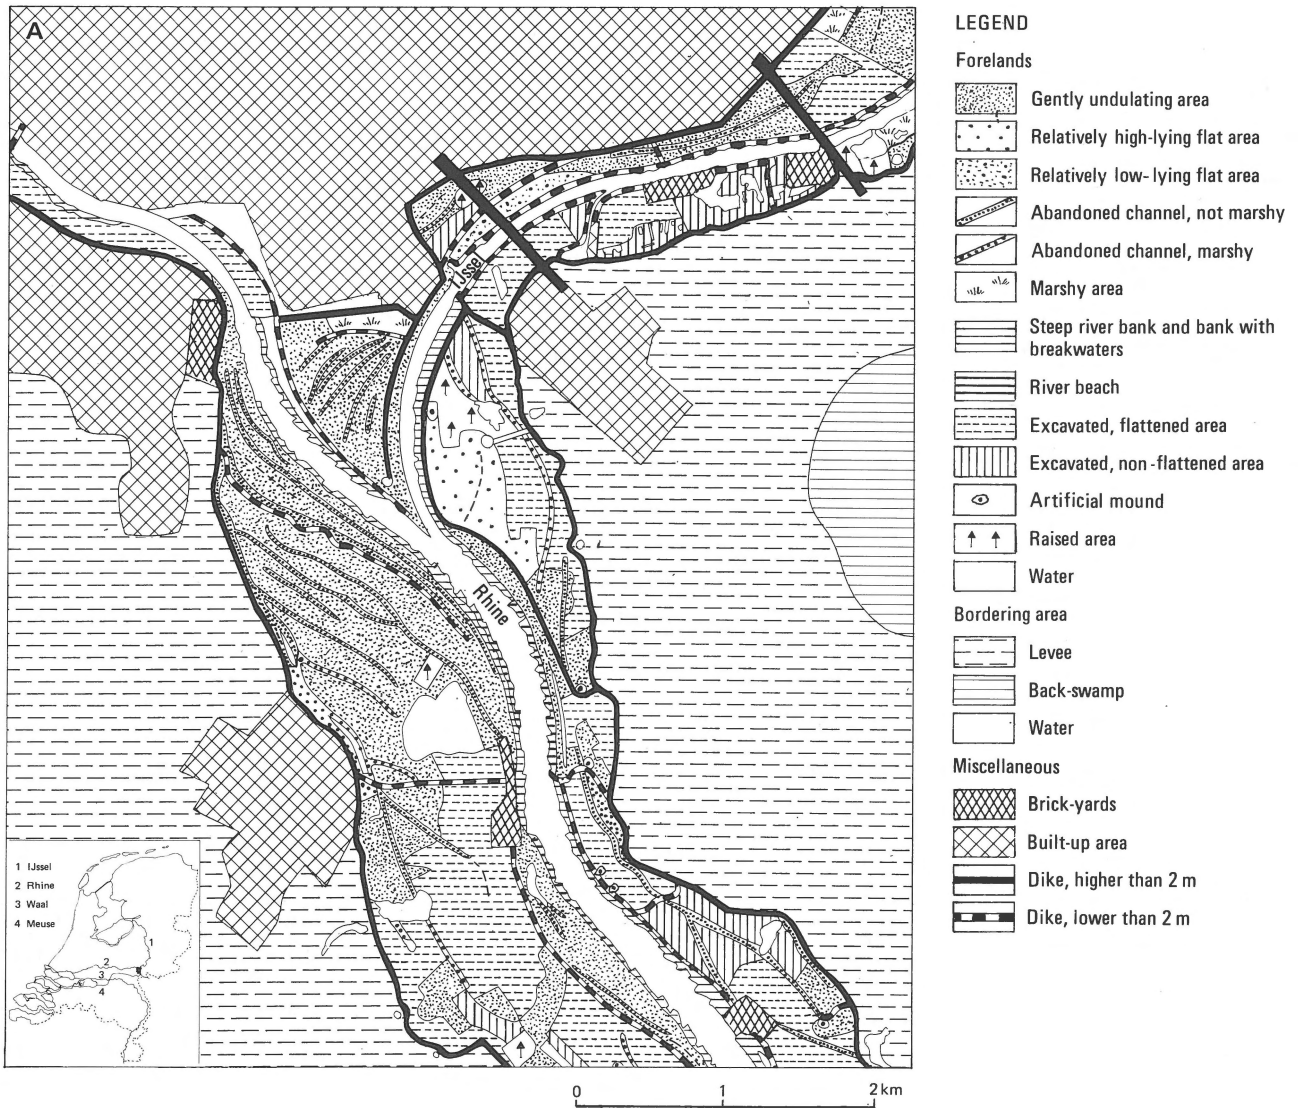 A
IJssel
Rhine
1 IJssel
2 Rhine
3 Waal
4 Meuse
1
2
3
4
0 1 2 km
LEGEND
Forelands
Gently undulating area
Relatively high-lying flat area
Relatively low-lying flat area
Abandoned channel, not marshy
Abandoned channel, marshy
Marshy area
Steep river bank and bank with
breakwaters
River beach
Excavated, flattened area
Excavated, non-flattened area
Artificial mound
Raised area
Water
Bordering area
Levee
Back-swamp
Water
Miscellaneous
Brick-yards
Built-up area
Dike, higher than 2 m
Dike, lower than 2 m